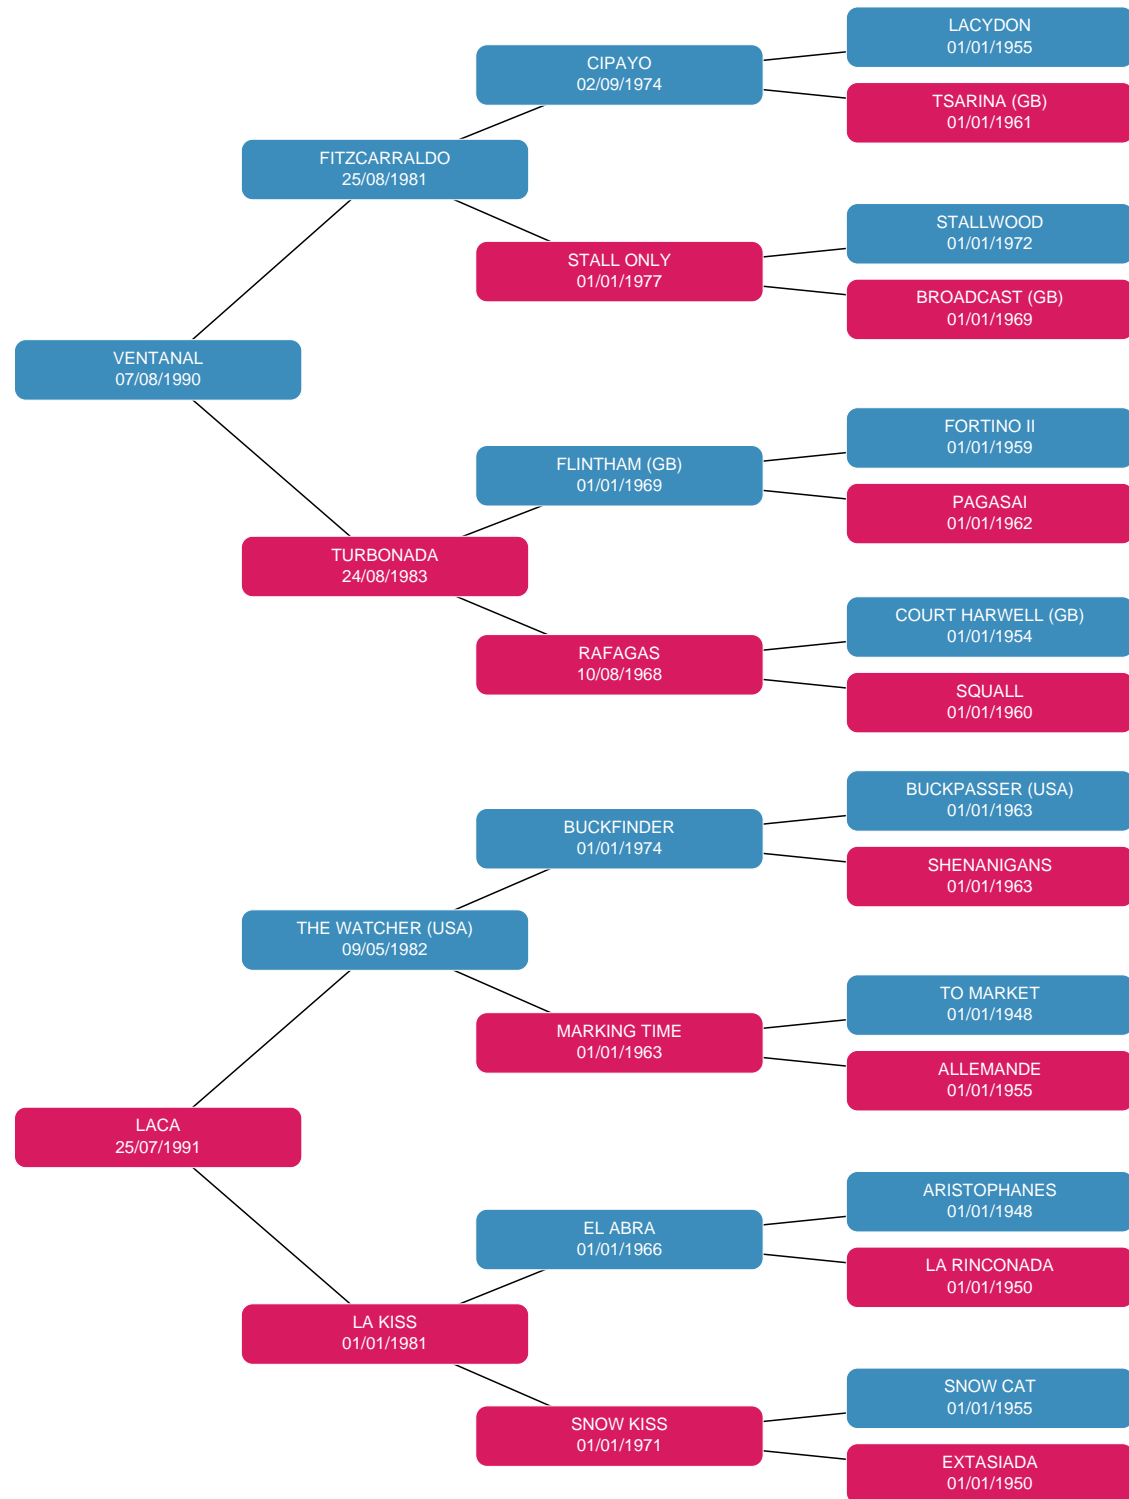 LACYDON
01/01/1955
CIPAYO
02/09/1974
TSARINA (GB)
01/01/1961
FITZCARRALDO
25/08/1981
STALLWOOD
01/01/1972
STALL ONLY
01/01/1977
BROADCAST (GB)
01/01/1969
VENTANAL
07/08/1990
FORTINO II
01/01/1959
FLINTHAM (GB)
01/01/1969
PAGASAI
01/01/1962
TURBONADA
24/08/1983
COURT HARWELL (GB)
01/01/1954
RAFAGAS
10/08/1968
SQUALL
01/01/1960
BUCKPASSER (USA)
01/01/1963
BUCKFINDER
01/01/1974
SHENANIGANS
01/01/1963
THE WATCHER (USA)
09/05/1982
TO MARKET
01/01/1948
MARKING TIME
01/01/1963
ALLEMANDE
01/01/1955
LACA
25/07/1991
ARISTOPHANES
01/01/1948
EL ABRA
01/01/1966
LA RINCONADA
01/01/1950
LA KISS
01/01/1981
SNOW CAT
01/01/1955
SNOW KISS
01/01/1971
EXTASIADA
01/01/1950